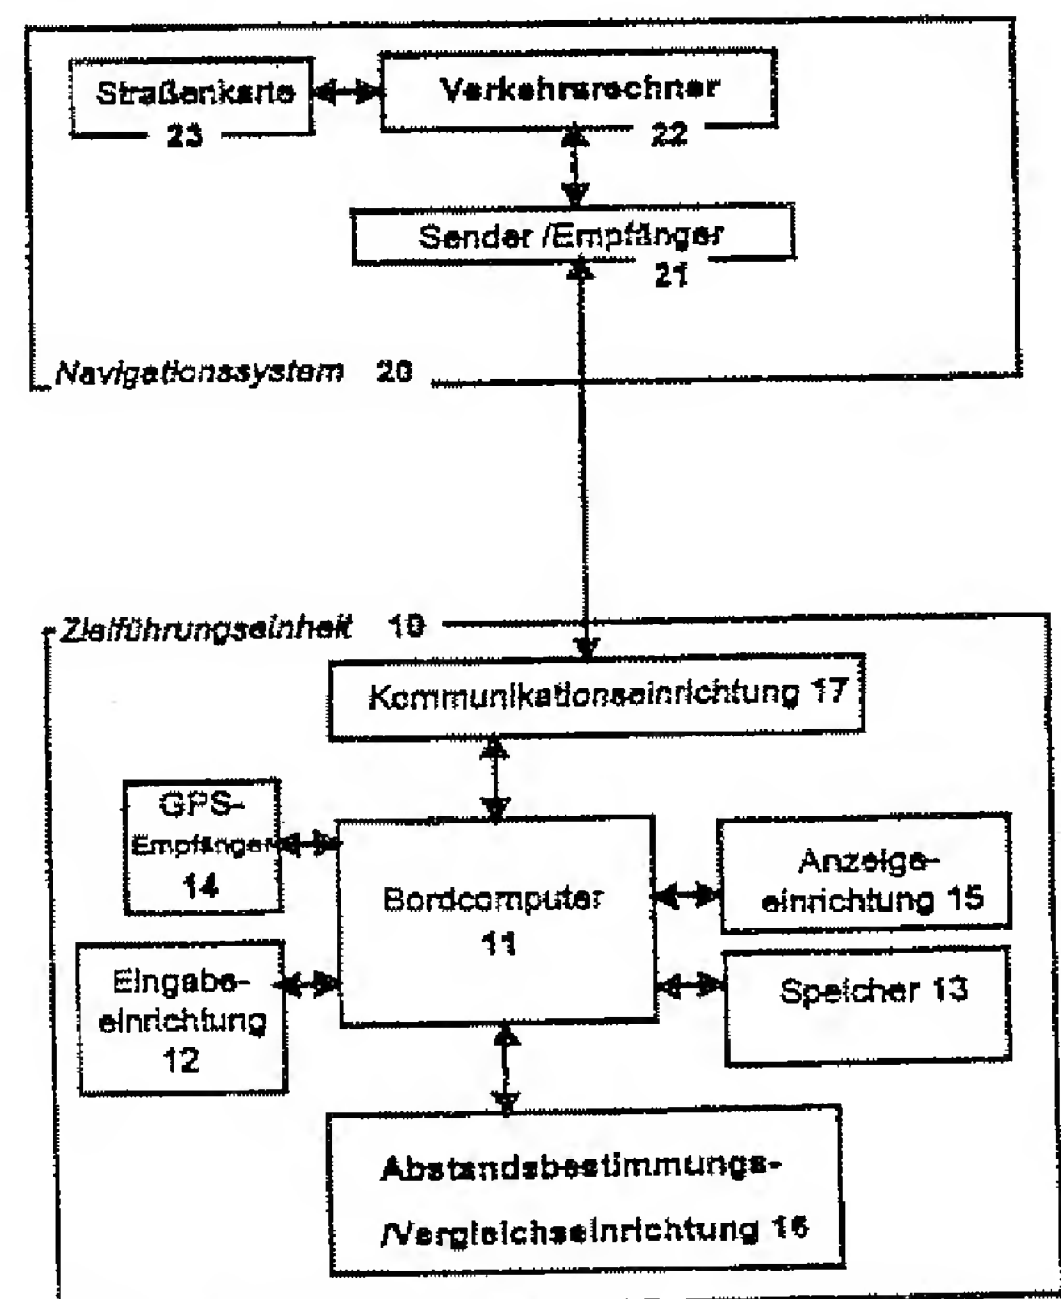 Straßenkarte
23
Verkehrsrechner
22
Sender /Empfänger
21
Navigationssystem 20
Zielführungseinheit 10
Kommunikationseinrichtung 17
GPS-
Empfänger
14
Bordcomputer
11
Anzeige-
einrichtung 15
Eingabe-
einrichtung
12
Speicher 13
Abstandsbestimmungs-
/Vergleichseinrichtung 16